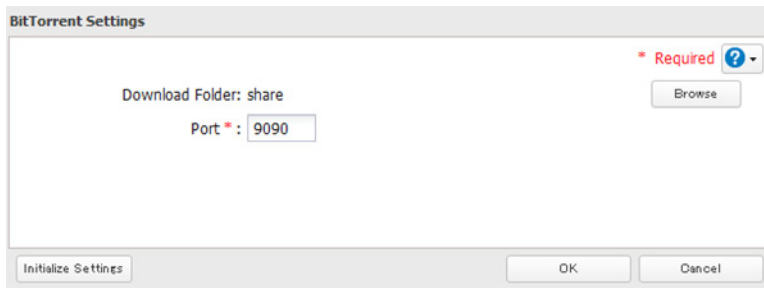 BitTorrent Settings
* Required ?
Download Folder: share Browse
Port * : 9090
Initialize Settings OK Cancel